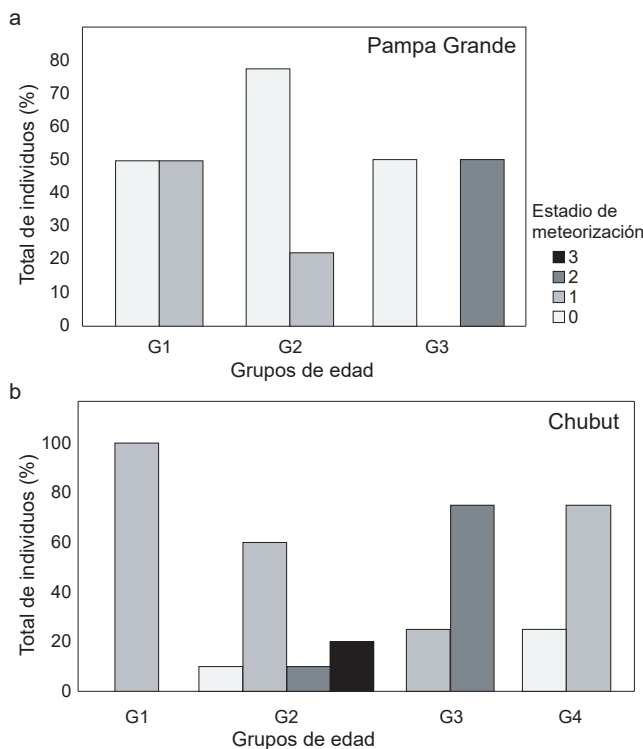 a
Pampa Grande
Total de individuos (%)
80
70
60
50
40
30
20
10
0
G1 G2 G3
Grupos de edad
Estadio de
meteorización
3
2
1
0
b
Chubut
Total de individuos (%)
100
80
60
40
20
0
G1 G2 G3 G4
Grupos de edad